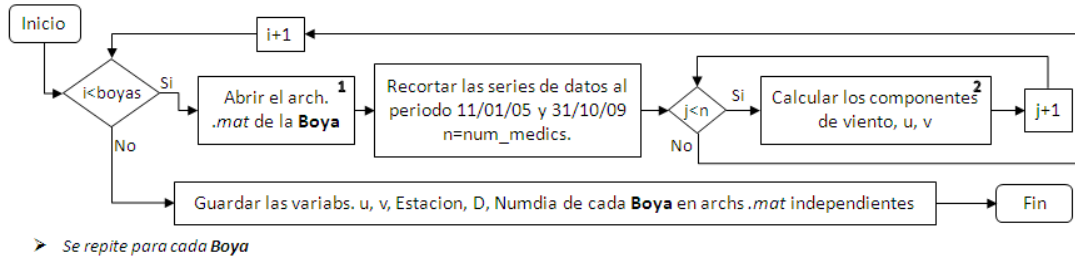 Inicio
i+1
i<boyas
Si
No
1
Abrir el arch.
.mat de la Boya
Recortar las series de datos al
periodo 11/01/05 y 31/10/09
n=num_medics.
j<n
Si
No
2
Calcular los componentes
de viento, u, v
j+1
Guardar las variabs. u, v, Estacion, D, Numdia de cada Boya en archs .mat independientes
Fin
➤ Se repite para cada Boya